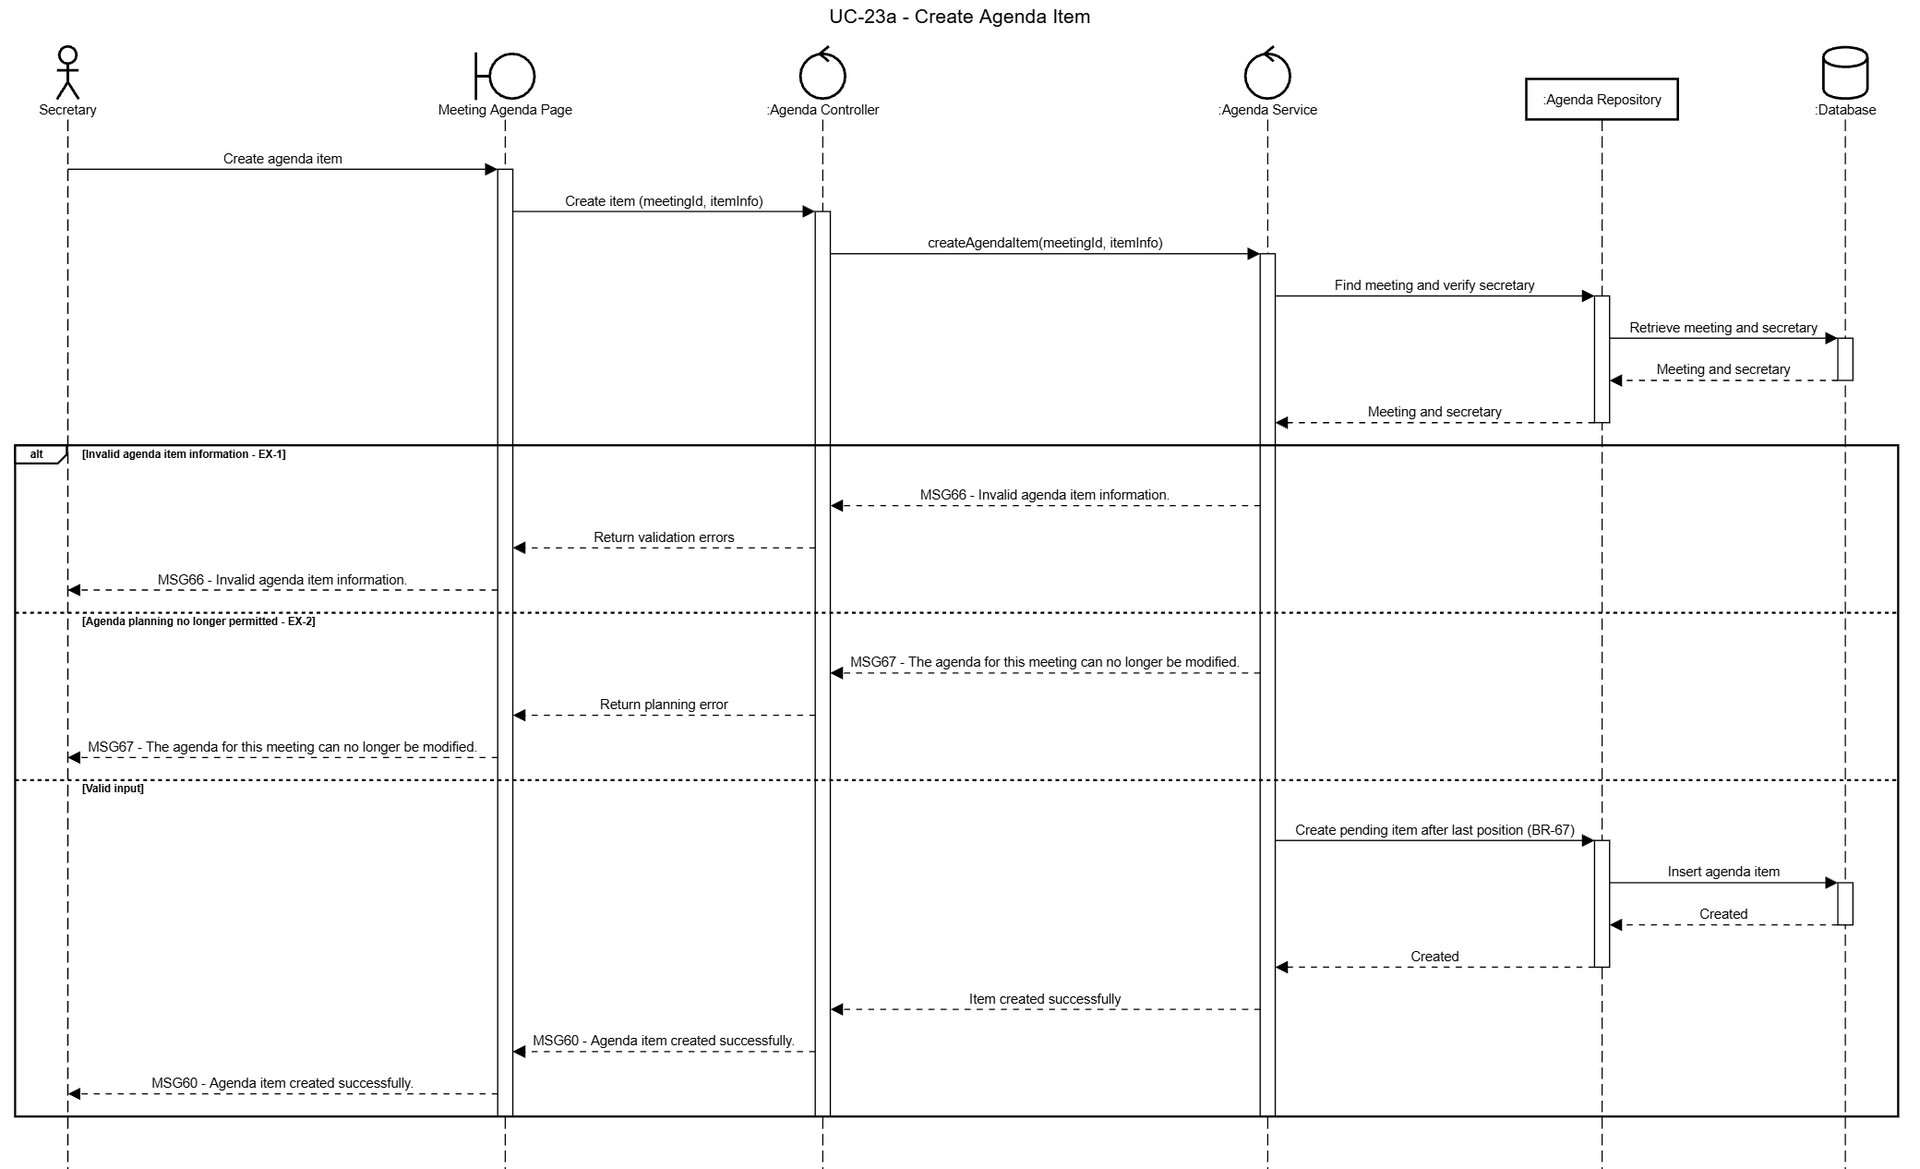 UC-23a - Create Agenda Item
Secretary
Meeting Agenda Page
:Agenda Controller
:Agenda Service
:Agenda Repository
:Database
Create agenda item
Create item (meetingId, itemInfo)
createAgendaItem(meetingId, itemInfo)
Find meeting and verify secretary
Retrieve meeting and secretary
Meeting and secretary
Meeting and secretary
alt
[Invalid agenda item information - EX-1]
MSG66 - Invalid agenda item information.
Return validation errors
MSG66 - Invalid agenda item information.
[Agenda planning no longer permitted - EX-2]
MSG67 - The agenda for this meeting can no longer be modified.
Return planning error
MSG67 - The agenda for this meeting can no longer be modified.
[Valid input]
Create pending item after last position (BR-67)
Insert agenda item
Created
Created
Item created successfully
MSG60 - Agenda item created successfully.
MSG60 - Agenda item created successfully.